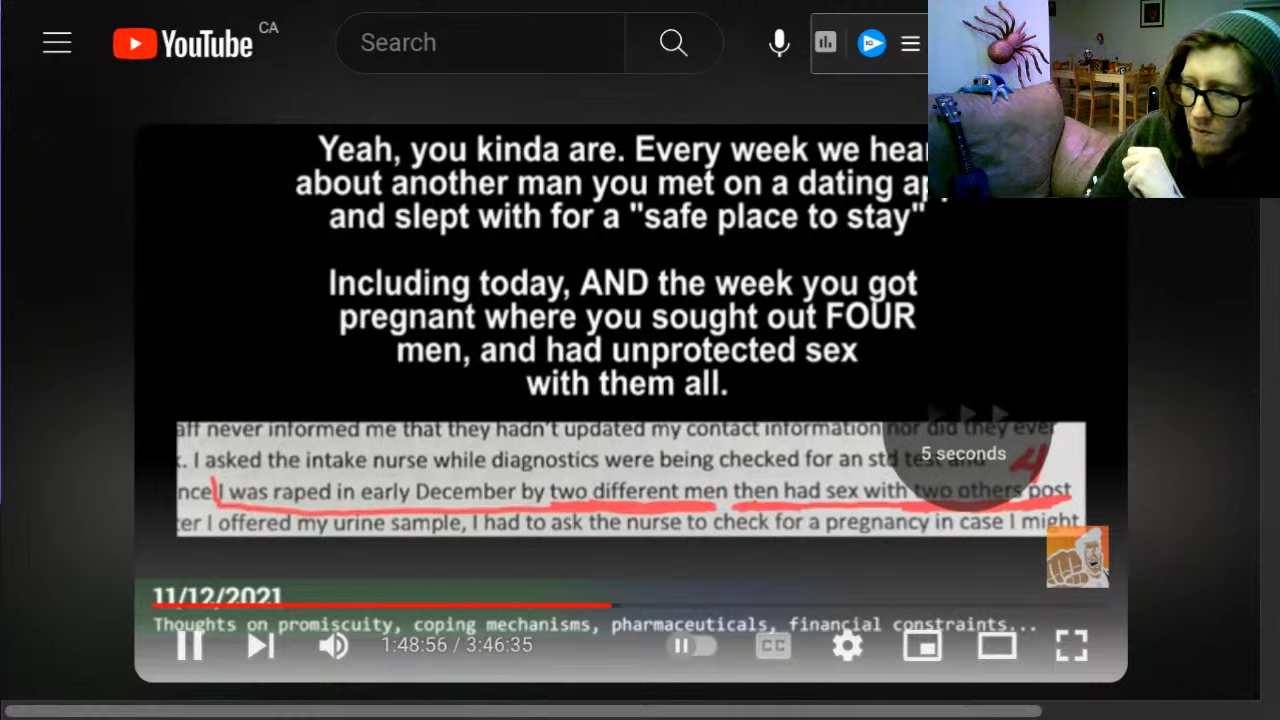 YouTube CA
Search
Yeah, you kinda are. Every week we hear
about another man you met on a dating
and slept with for a "safe place to stay"
Including today, AND the week you got
pregnant where you sought out FOUR
men, and had unprotected sex
with them all.
aff never informed me that they hadn't updated my contact information nor did they ever
. I asked the intake nurse while diagnostics were being checked for an std test and 4
5 seconds
nce I was raped in early December by two different men then had sex with two others post
ter I offered my urine sample, I had to ask the nurse to check for a pregnancy in case I might
11/12/2021
Thoughts on promiscuity, coping mechanisms, pharmaceuticals, financial constraints...
1:48:56 / 3:46:35
CC